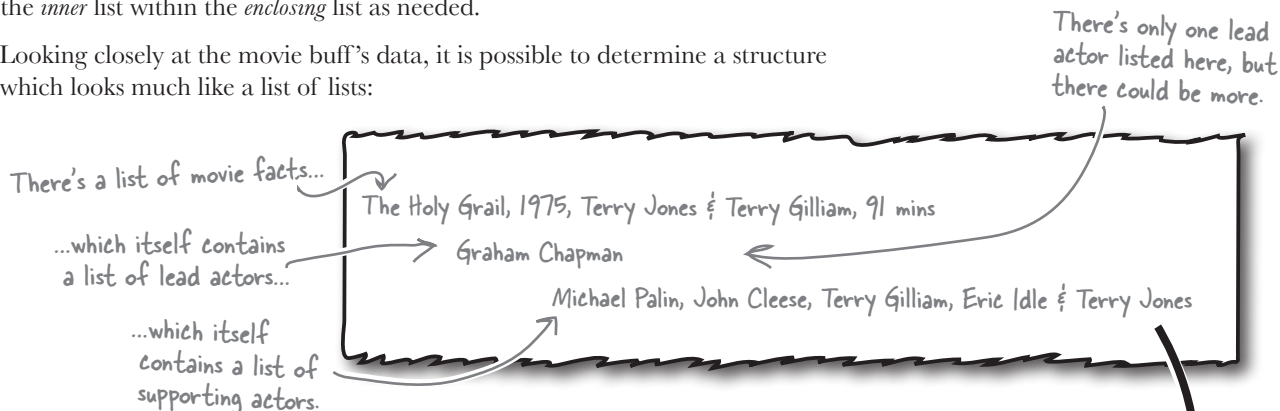 the inner list within the enclosing list as needed.
Looking closely at the movie buff's data, it is possible to determine a structure
which looks much like a list of lists:
There's only one lead
actor listed here, but
there could be more.
There's a list of movie facts...
The Holy Grail, 1975, Terry Jones & Terry Gilliam, 91 mins
...which itself contains
a list of lead actors...
Graham Chapman
Michael Palin, John Cleese, Terry Gilliam, Eric Idle & Terry Jones
...which itself
contains a list of
supporting actors.